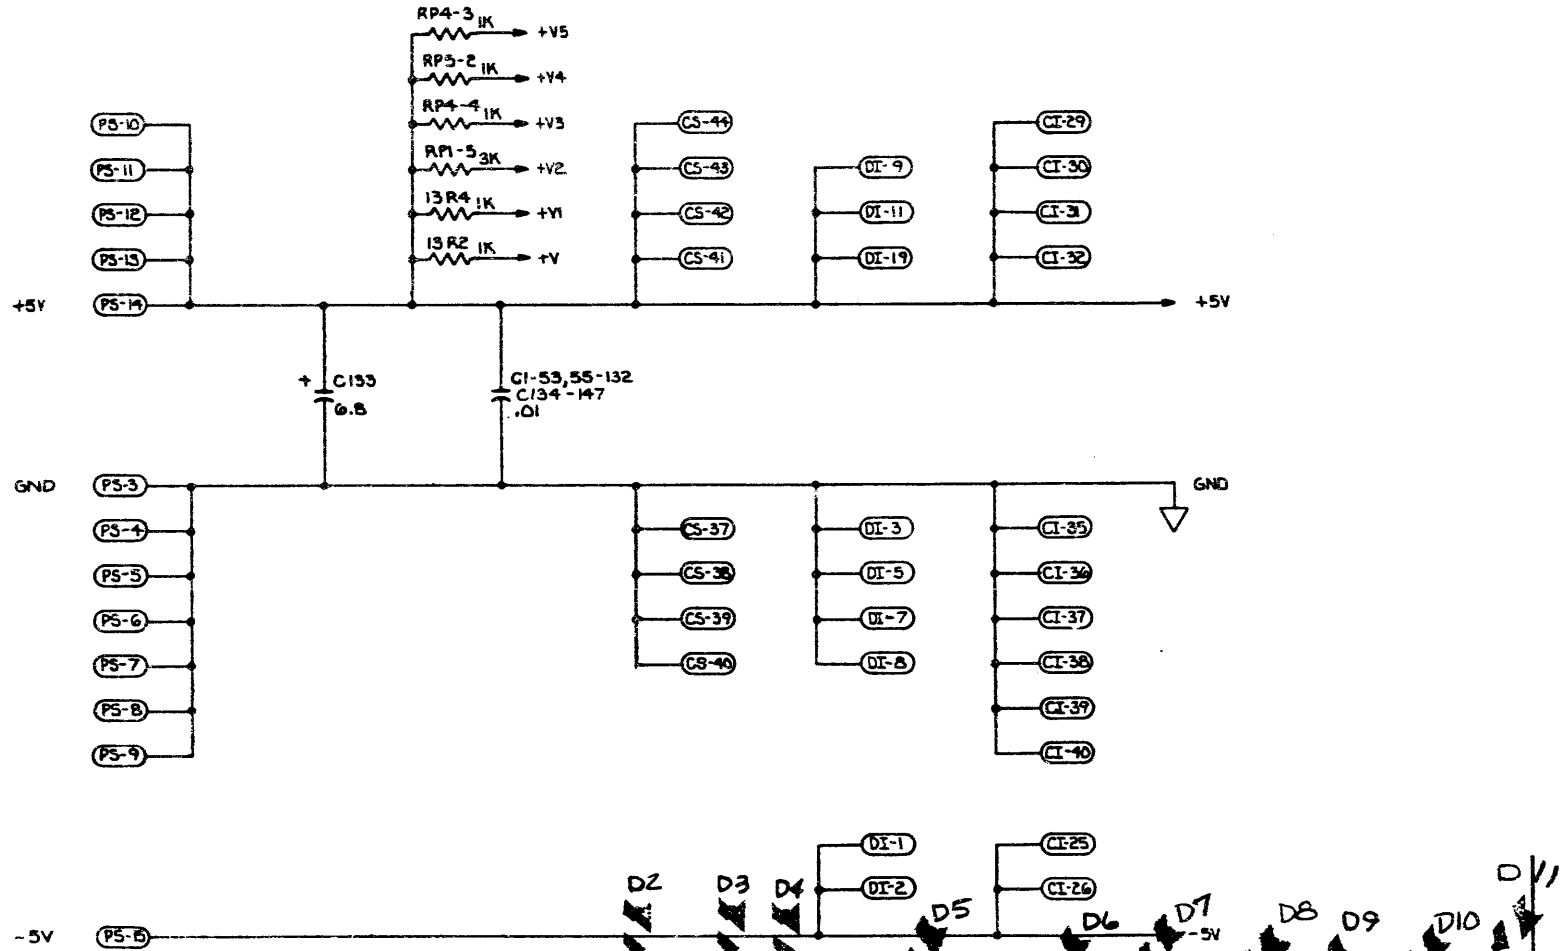 RP4-3 1K +V5
RP3-2 1K +V4
RP4-4 1K +V3
PS-10 CS-44 CI-29
RP1-5 3K +V2
PS-11 CS-43 DI-9 CI-30
13R4 1K +V1
PS-12 CS-42 DI-11 CI-31
13R2 1K +V
PS-13 CS-41 DI-19 CI-32
+5V PS-14 +5V
+ C133 C1-53,55-132
6.8 C134-147
.01
GND PS-3 GND
PS-4 CS-37 DI-3 CI-35
PS-5 CS-38 DI-5 CI-36
PS-6 CS-39 DI-7 CI-37
PS-7 CS-40 DI-8 CI-38
PS-8 CI-39
PS-9 CI-40
DI-1 CI-25
D2 D3 D4 DI-2 CI-26
D5 D6 D7 D8 D9 D10
-5V PS-15 -5V